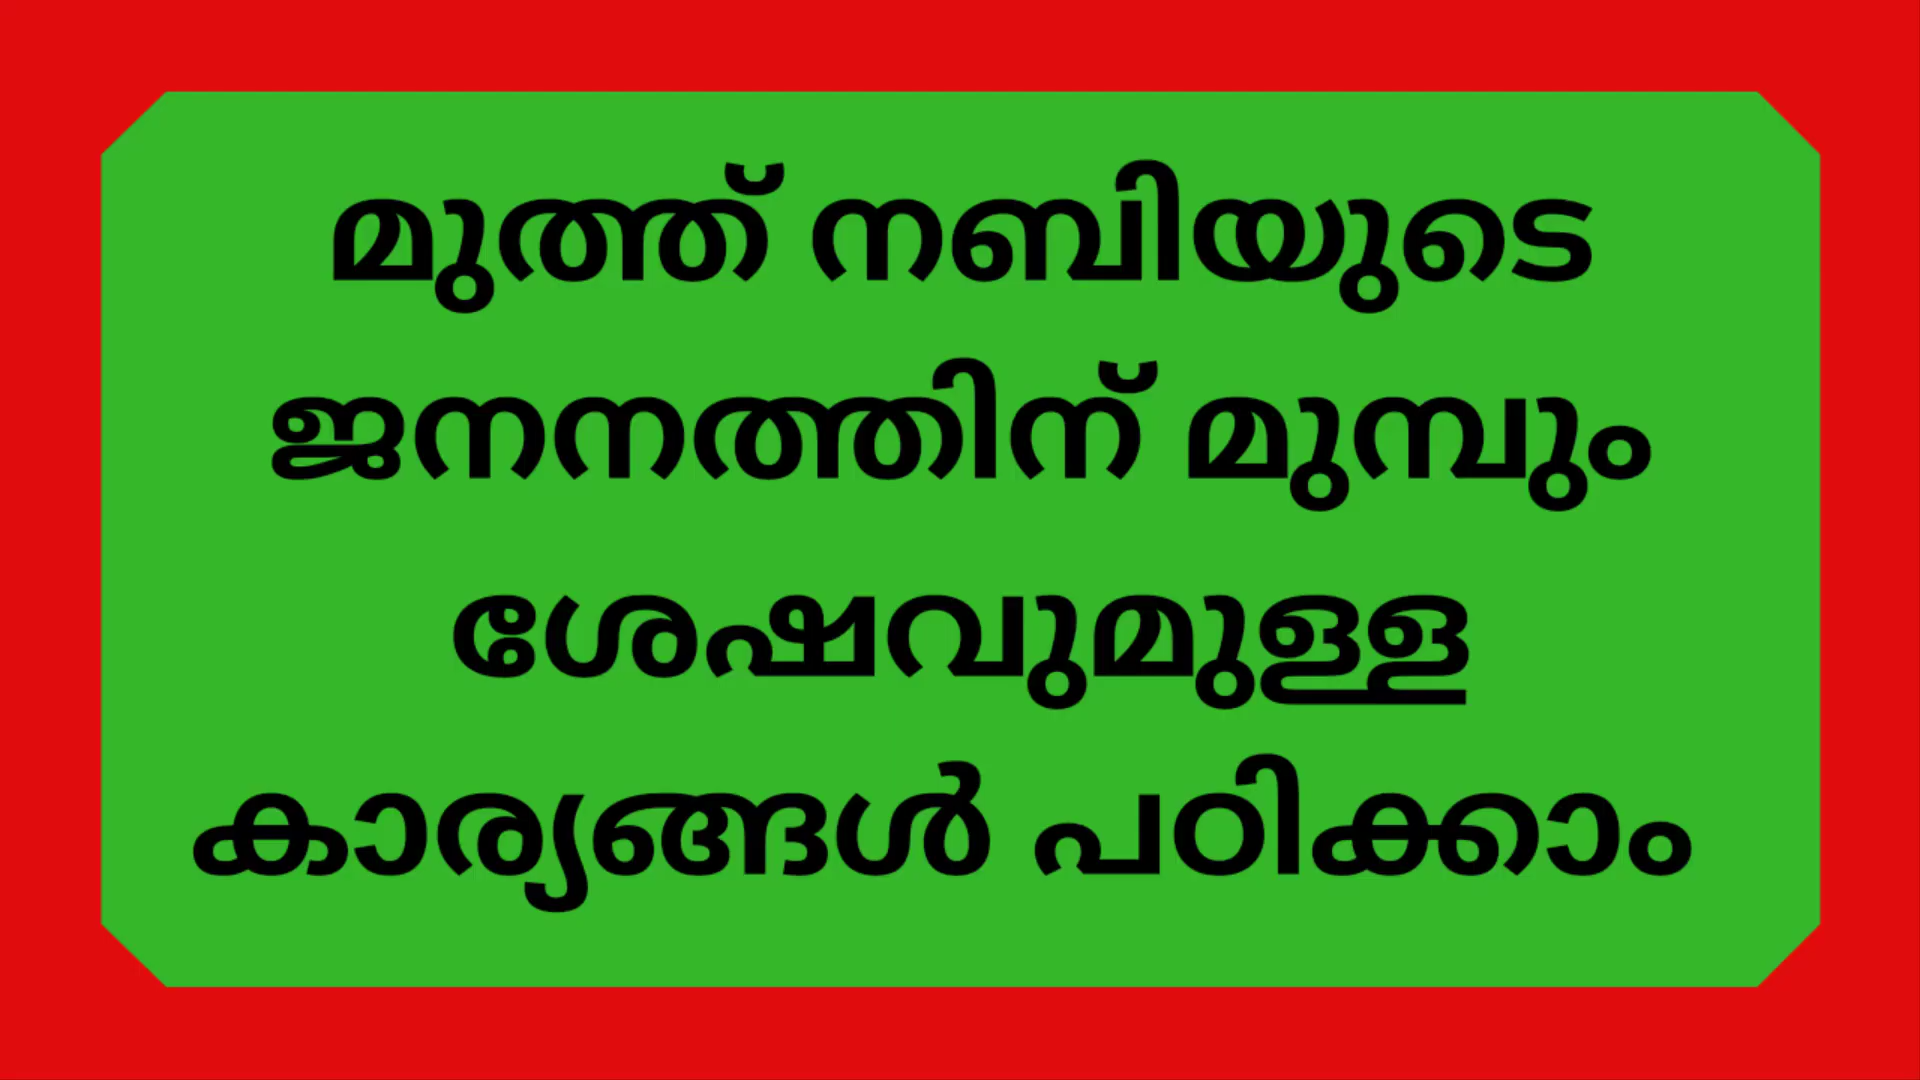 മുത്ത് നബിയുടെ
ജനനത്തിന് മുമ്പും
ശേഷവുമുള്ള
കാര്യങ്ങൾ പഠിക്കാം